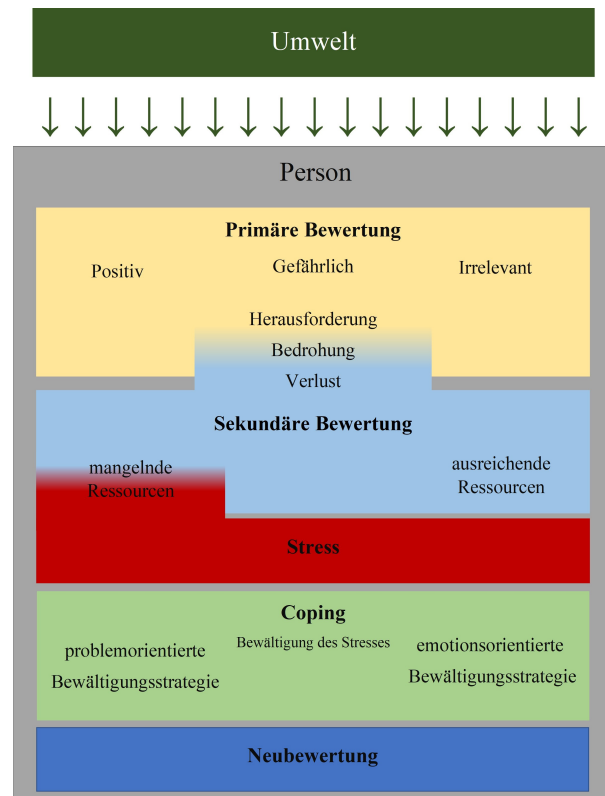 Umwelt
Person
Primäre Bewertung
Positiv
Gefährlich
Irrelevant
Herausforderung
Bedrohung
Verlust
Sekundäre Bewertung
mangelnde
Ressourcen
ausreichende
Ressourcen
Stress
Coping
Bewältigung des Stresses
problemorientierte
Bewältigungsstrategie
emotionsorientierte
Bewältigungsstrategie
Neubewertung